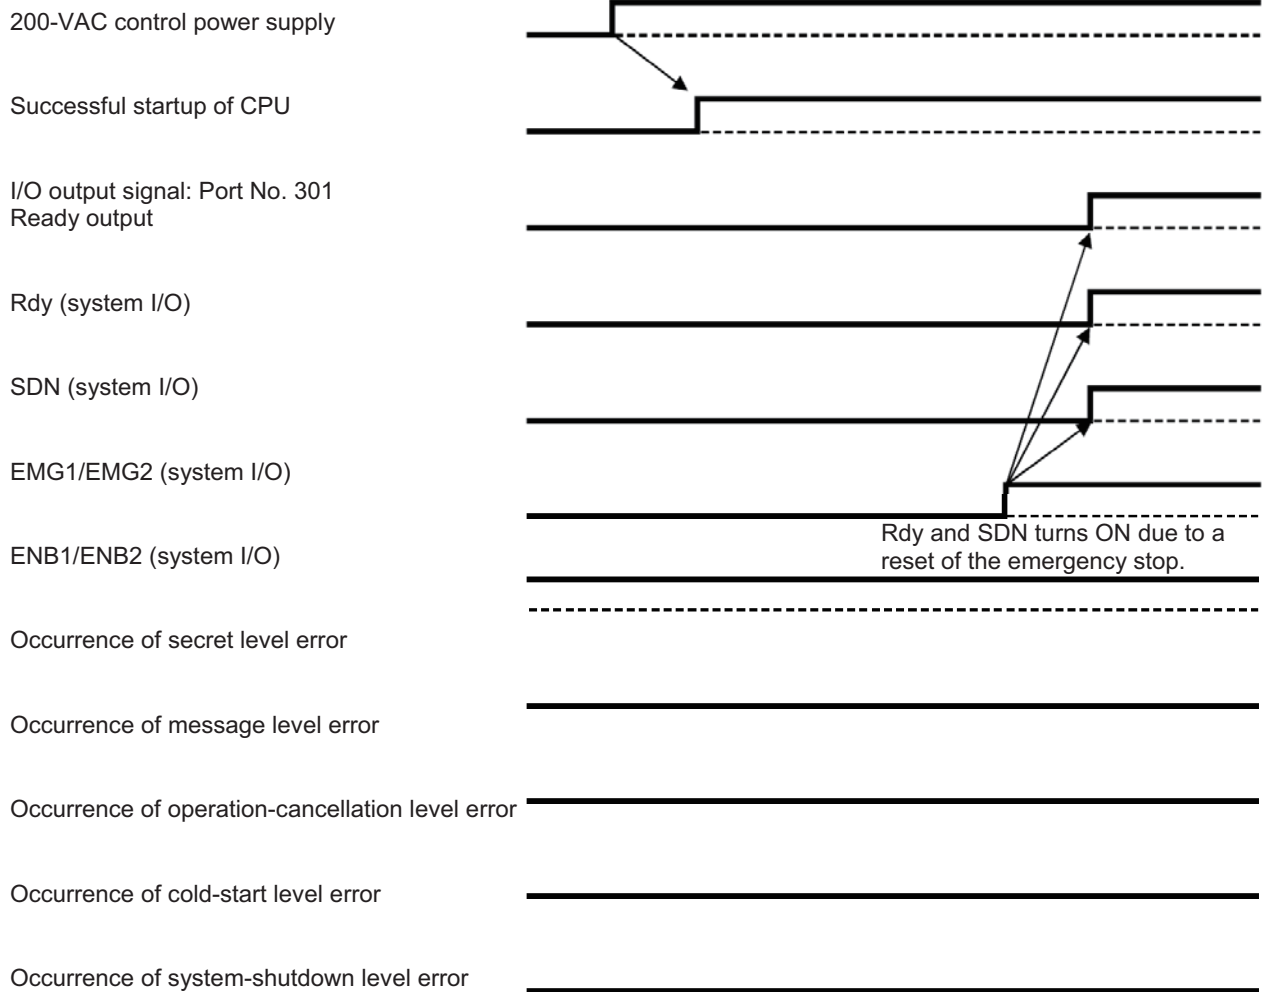 200-VAC control power supply
Successful startup of CPU
I/O output signal: Port No. 301
Ready output
Rdy (system I/O)
SDN (system I/O)
EMG1/EMG2 (system I/O)
Rdy and SDN turns ON due to a
reset of the emergency stop.
ENB1/ENB2 (system I/O)
Occurrence of secret level error
Occurrence of message level error
Occurrence of operation-cancellation level error
Occurrence of cold-start level error
Occurrence of system-shutdown level error